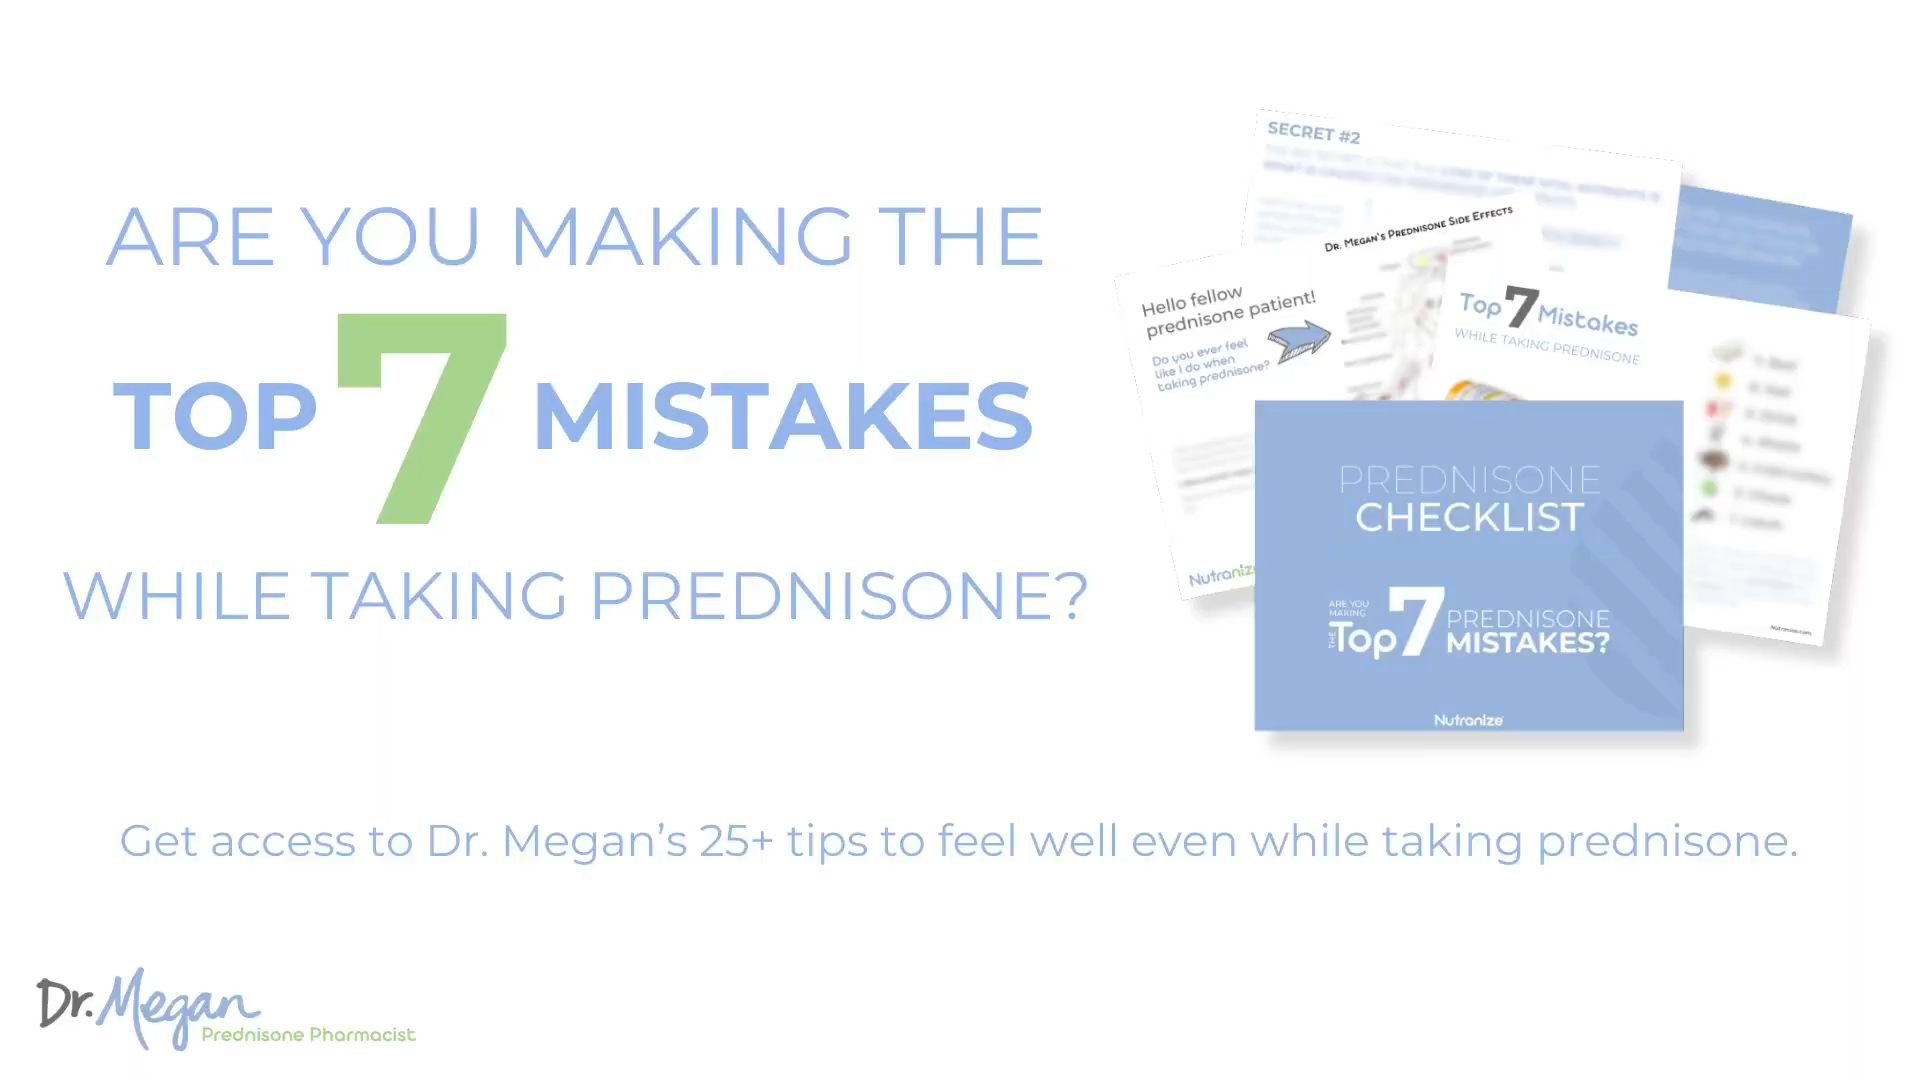 ARE YOU MAKING THE
TOP 7 MISTAKES
WHILE TAKING PREDNISONE?
SECRET #2
Dr. Megan's Prednisone Side Effects
Hello fellow
prednisone patient!
Do you ever feel
like I do when
taking prednisone?
Top 7 Mistakes
WHILE TAKING PREDNISONE
Nutranize
PREDNISONE
CHECKLIST
ARE YOU
MAKING
THE Top 7 PREDNISONE
MISTAKES?
Nutranize
Nutranize.com
Get access to Dr. Megan's 25+ tips to feel well even while taking prednisone.
Dr. Megan
Prednisone Pharmacist